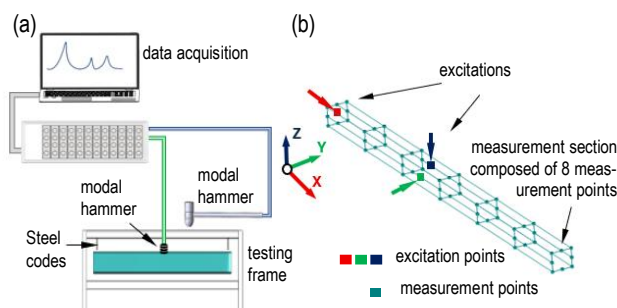 (a)
data acquisition
modal
hammer
modal
hammer
Steel
codes
testing
frame
(b)
excitations
Z
Y
X
measurement section
composed of 8 meas-
urement points
excitation points
measurement points